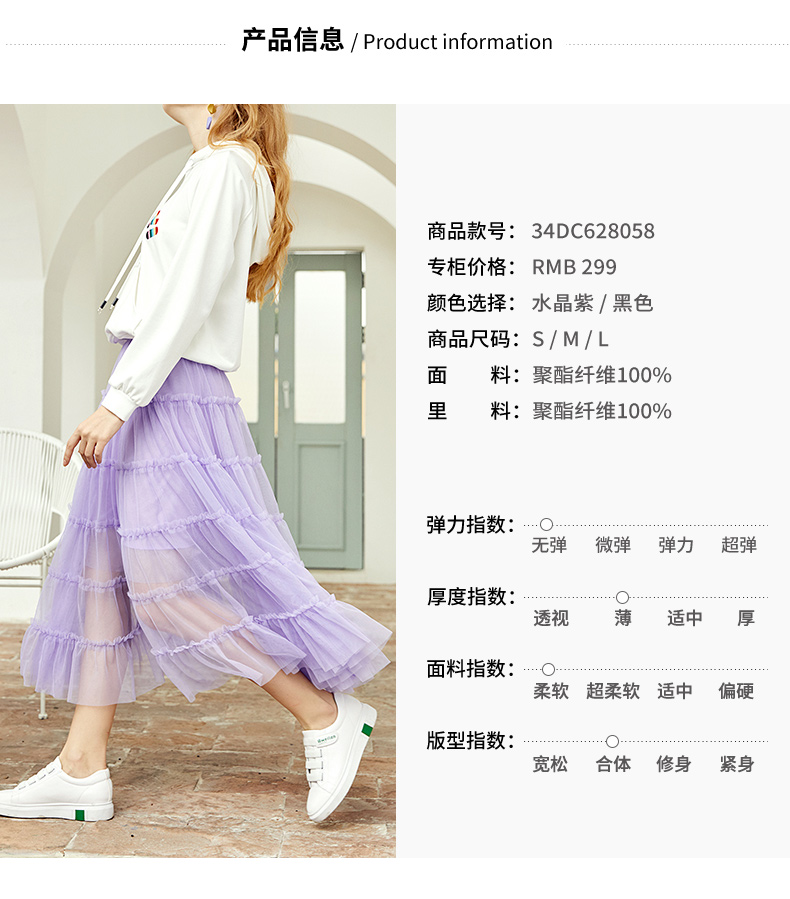 产品信息 / Product information
商品款号： 34DC628058
专柜价格： RMB 299
颜色选择： 水晶紫 / 黑色
商品尺码： S / M / L
面 料： 聚酯纤维100%
里 料： 聚酯纤维100%
弹力指数：
无弹 微弹 弹力 超弹
厚度指数：
透视 薄 适中 厚
面料指数：
柔软 超柔软 适中 偏硬
版型指数：
宽松 合体 修身 紧身